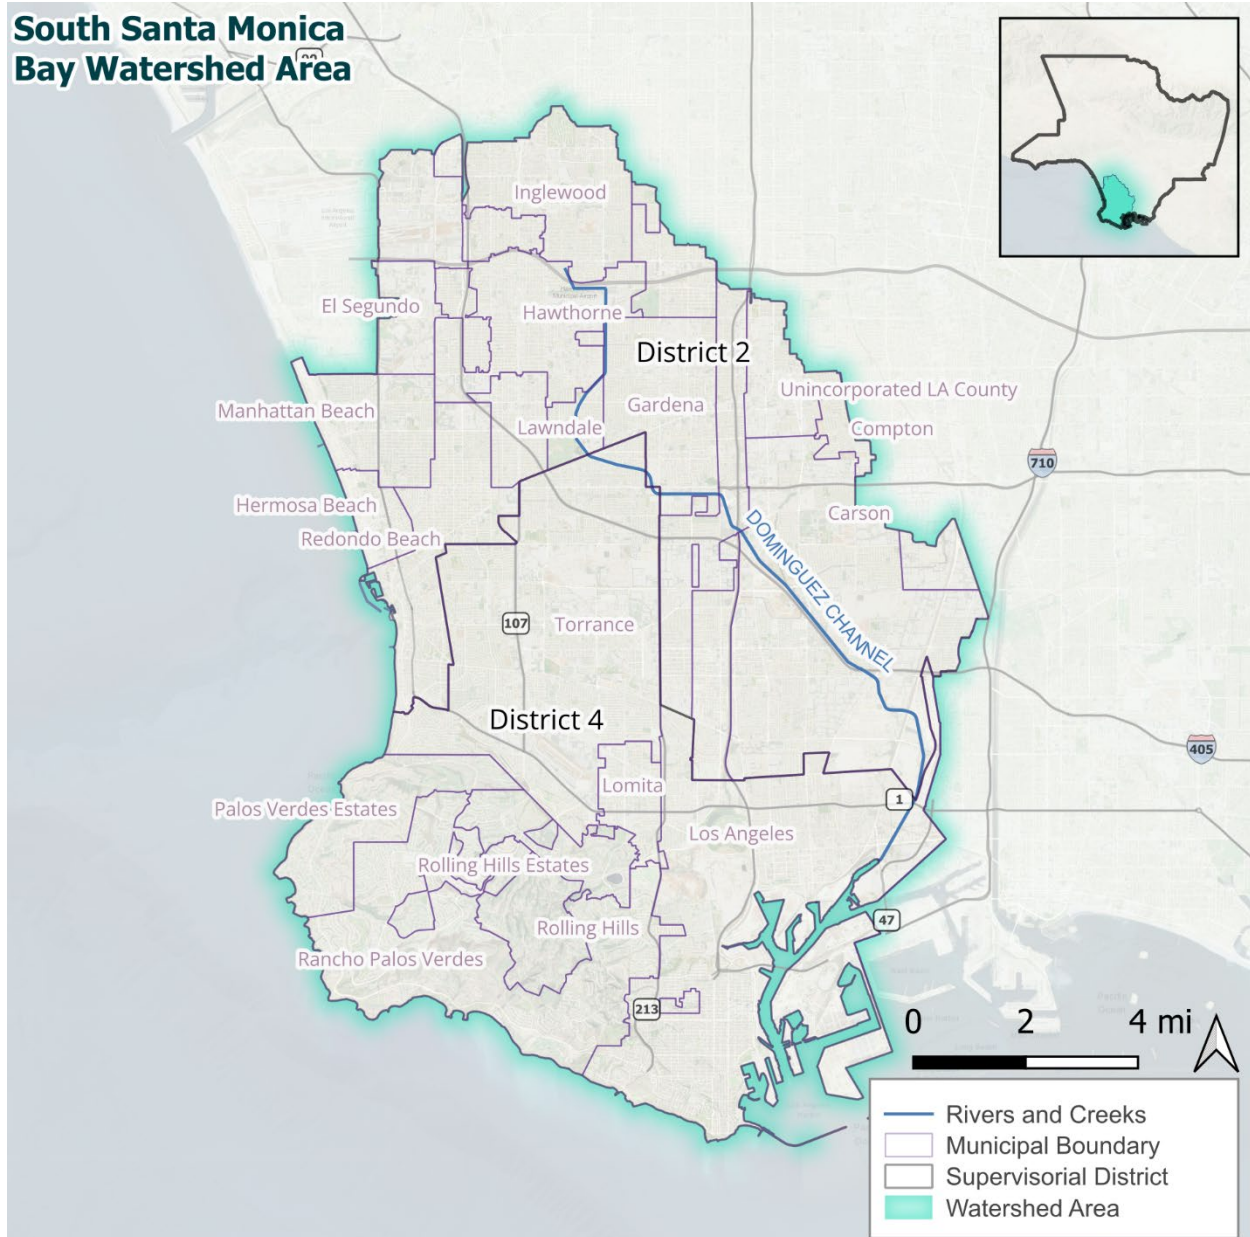 South Santa Monica
Bay Watershed Area
Inglewood
El Segundo
Hawthorne
District 2
Unincorporated LA County
Manhattan Beach
Gardena
Lawndale
Compton
710
Hermosa Beach
Carson
Redondo Beach
DOMINGUEZ CHANNEL
107
Torrance
District 4
405
Lomita
1
Palos Verdes Estates
Los Angeles
Rolling Hills Estates
47
Rolling Hills
Rancho Palos Verdes
213
0 2 4 mi
Rivers and Creeks
Municipal Boundary
Supervisorial District
Watershed Area